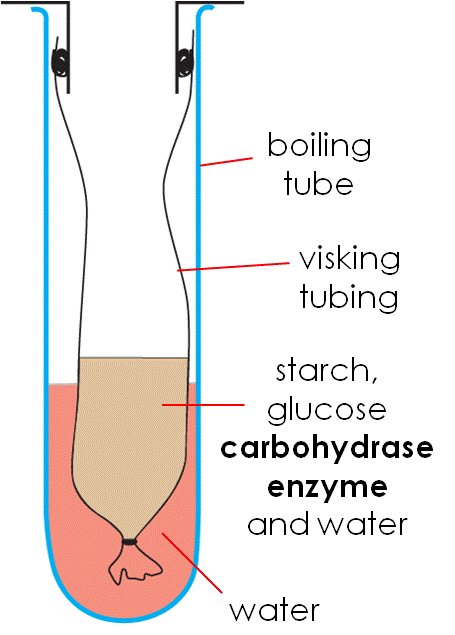 boiling
tube
visking
tubing
starch,
glucose
carbohydrase
enzyme
and water
water